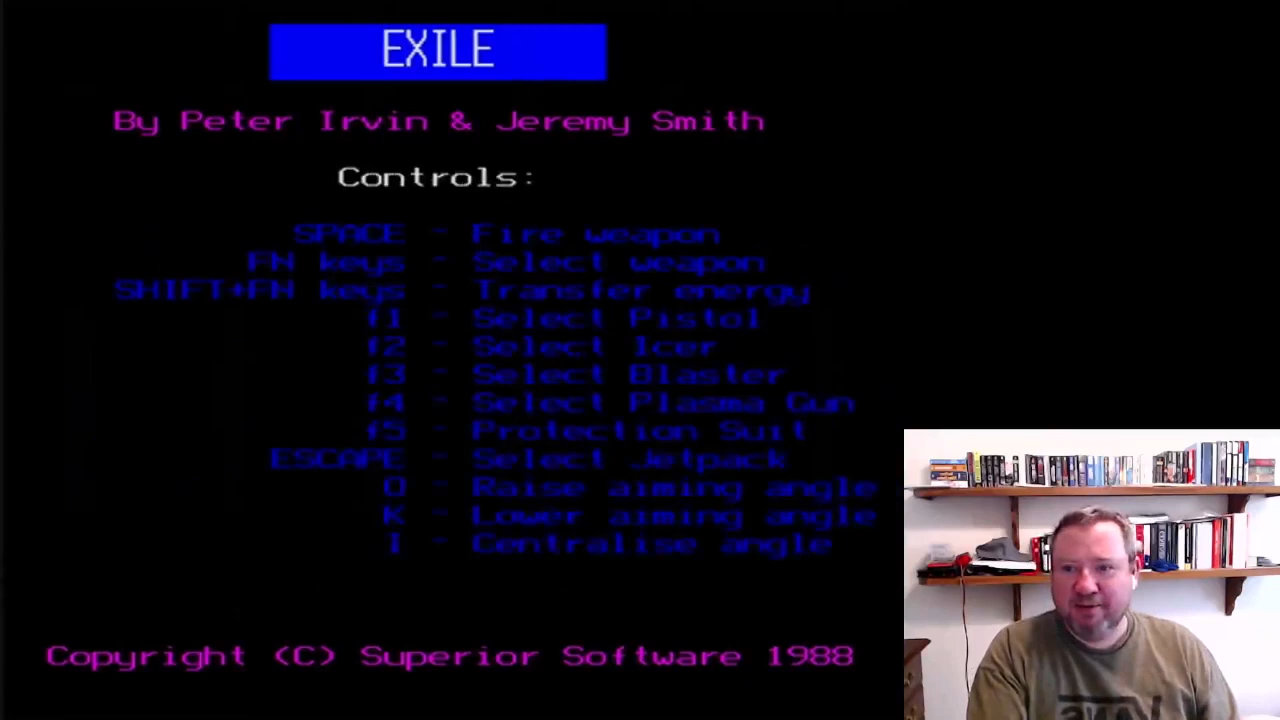 EXILE
By Peter Irvin & Jeremy Smith
Controls:
SPACE - Fire weapon
FN keys - Select weapon
SHIFT+FN keys - Transfer energy
f1 - Select Pistol
f2 - Select Icer
f3 - Select Blaster
f4 - Select Plasma Gun
f5 - Protection Suit
ESCAPE - Select Jetpack
O - Raise aiming angle
K - Lower aiming angle
I - Centralise angle
Copyright (C) Superior Software 1988